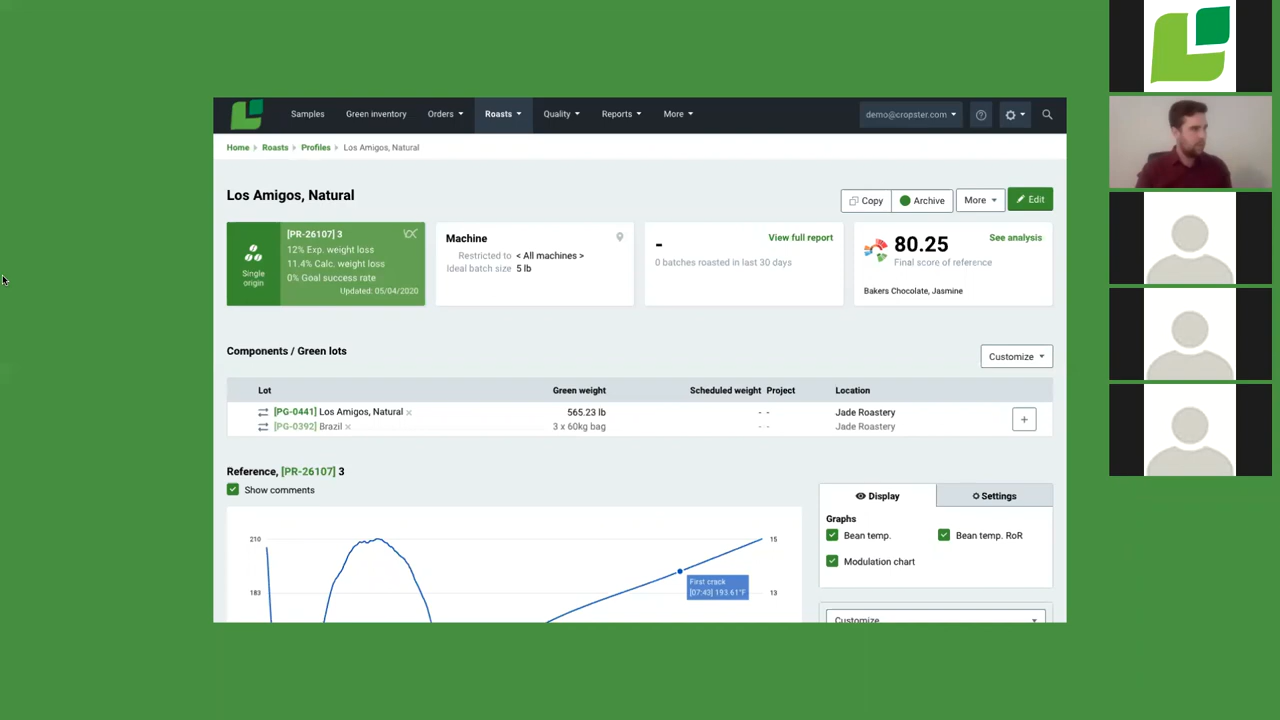 Samples Green inventory Orders Roasts Quality Reports More demo@cropster.com
Home Roasts Profiles Los Amigos, Natural
Los Amigos, Natural
Copy Archive More Edit
Single origin
[PR-26107] 3
12% Exp. weight loss
11.4% Calc. weight loss
0% Goal success rate
Updated: 05/04/2020
Machine
Restricted to < All machines >
Ideal batch size 5 lb
- View full report
0 batches roasted in last 30 days
80.25 See analysis
Final score of reference
Bakers Chocolate, Jasmine
Components / Green lots
Customize
Lot Green weight Scheduled weight Project Location
[PG-0441] Los Amigos, Natural × 565.23 lb - - Jade Roastery
[PG-0392] Brazil × 3 x 60kg bag - - Jade Roastery
+
Reference, [PR-26107] 3
Show comments
Display Settings
Graphs
Bean temp. Bean temp. RoR
Modulation chart
Customize
210 15
183 13
First crack
[07:43] 193.61°F